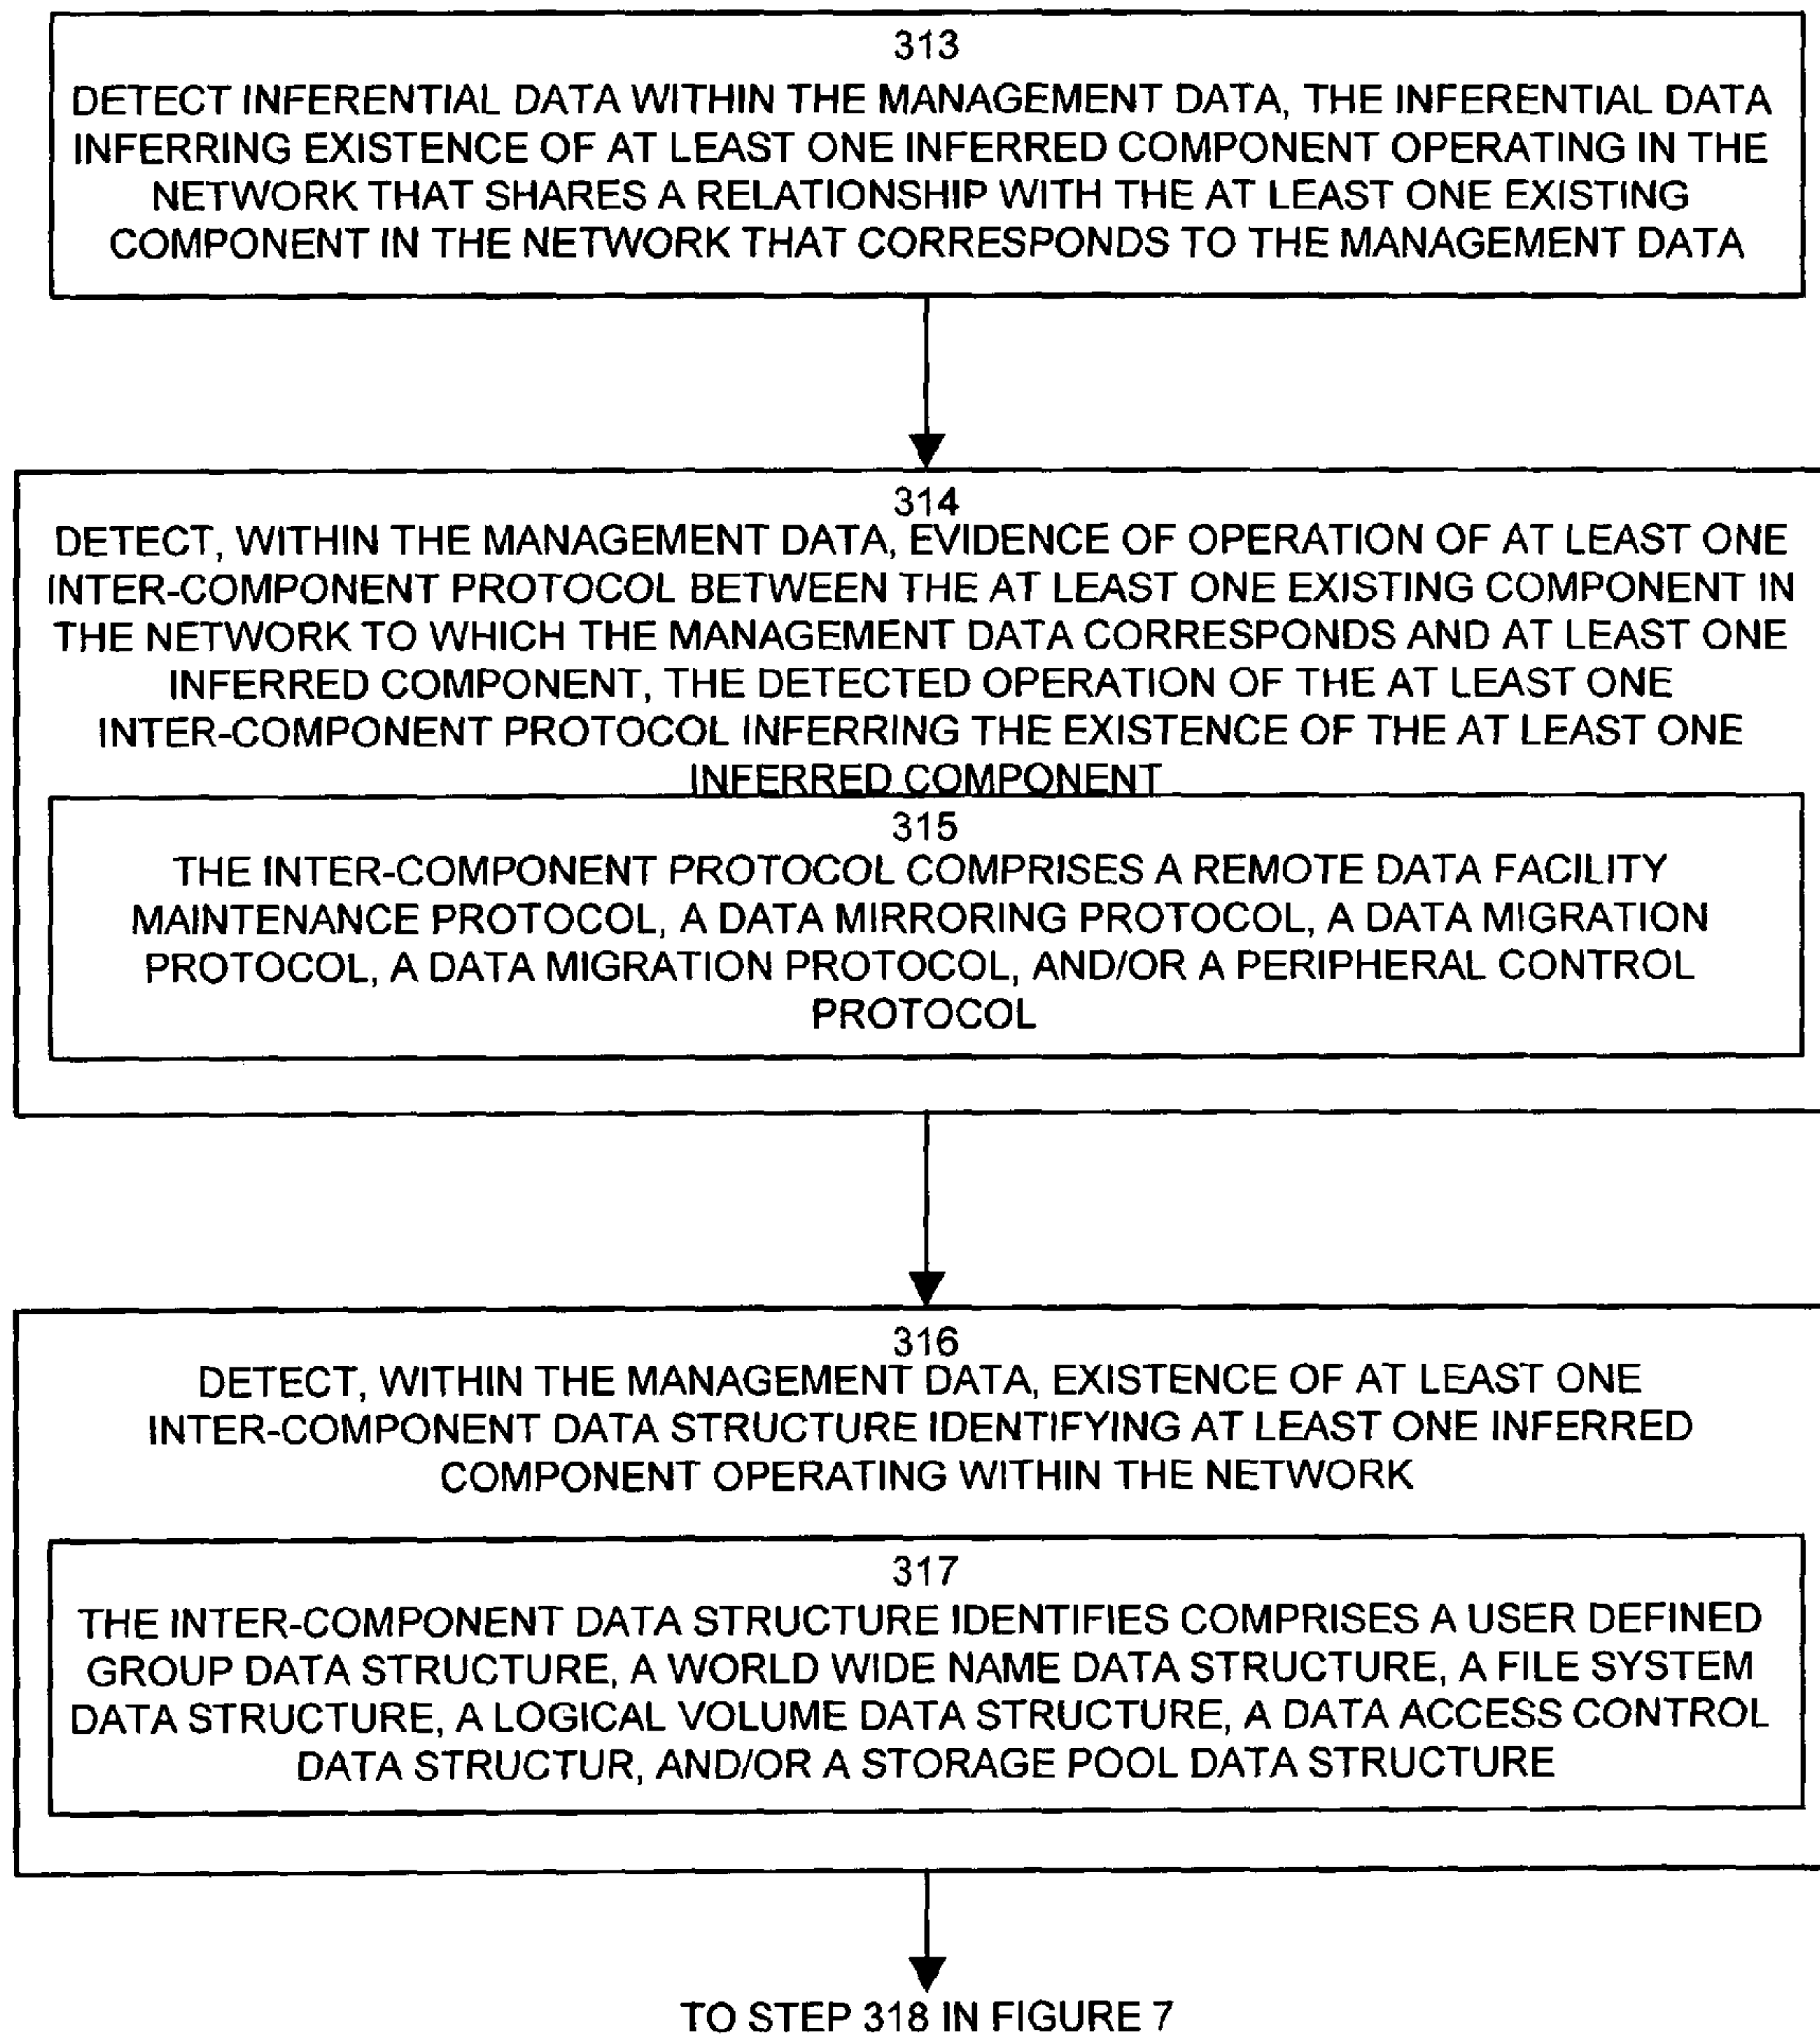 313
DETECT INFERENTIAL DATA WITHIN THE MANAGEMENT DATA, THE INFERENTIAL DATA
INFERRING EXISTENCE OF AT LEAST ONE INFERRED COMPONENT OPERATING IN THE
NETWORK THAT SHARES A RELATIONSHIP WITH THE AT LEAST ONE EXISTING
COMPONENT IN THE NETWORK THAT CORRESPONDS TO THE MANAGEMENT DATA
314
DETECT, WITHIN THE MANAGEMENT DATA, EVIDENCE OF OPERATION OF AT LEAST ONE
INTER-COMPONENT PROTOCOL BETWEEN THE AT LEAST ONE EXISTING COMPONENT IN
THE NETWORK TO WHICH THE MANAGEMENT DATA CORRESPONDS AND AT LEAST ONE
INFERRED COMPONENT, THE DETECTED OPERATION OF THE AT LEAST ONE
INTER-COMPONENT PROTOCOL INFERRING THE EXISTENCE OF THE AT LEAST ONE
INFERRED COMPONENT
315
THE INTER-COMPONENT PROTOCOL COMPRISES A REMOTE DATA FACILITY
MAINTENANCE PROTOCOL, A DATA MIRRORING PROTOCOL, A DATA MIGRATION
PROTOCOL, A DATA MIGRATION PROTOCOL, AND/OR A PERIPHERAL CONTROL
PROTOCOL
316
DETECT, WITHIN THE MANAGEMENT DATA, EXISTENCE OF AT LEAST ONE
INTER-COMPONENT DATA STRUCTURE IDENTIFYING AT LEAST ONE INFERRED
COMPONENT OPERATING WITHIN THE NETWORK
317
THE INTER-COMPONENT DATA STRUCTURE IDENTIFIES COMPRISES A USER DEFINED
GROUP DATA STRUCTURE, A WORLD WIDE NAME DATA STRUCTURE, A FILE SYSTEM
DATA STRUCTURE, A LOGICAL VOLUME DATA STRUCTURE, A DATA ACCESS CONTROL
DATA STRUCTUR, AND/OR A STORAGE POOL DATA STRUCTURE
TO STEP 318 IN FIGURE 7